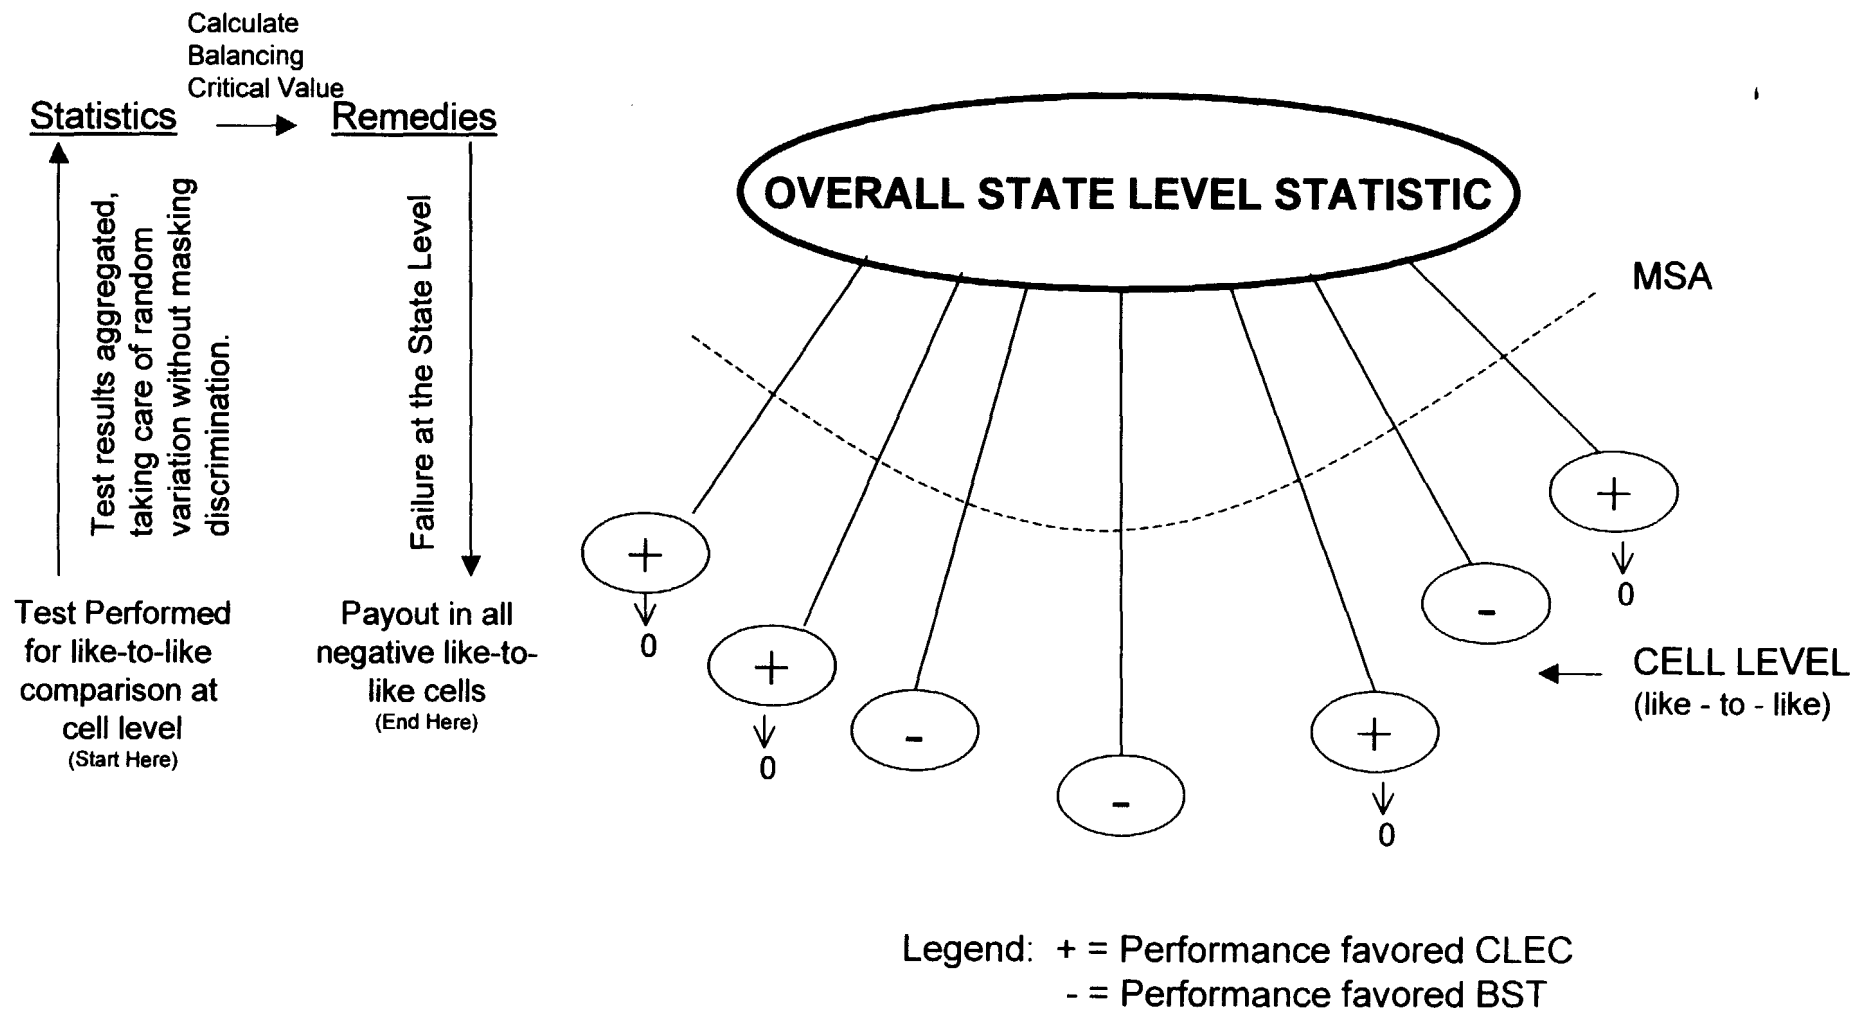 Calculate
Balancing
Critical Value
Statistics
Remedies
Test results aggregated,
taking care of random
variation without masking
discrimination.
Failure at the State Level
Test Performed
for like-to-like
comparison at
cell level
(Start Here)
Payout in all
negative like-to-
like cells
(End Here)
OVERALL STATE LEVEL STATISTIC
MSA
+
0
+
0
-
-
+
0
-
+
0
CELL LEVEL
(like - to - like)
Legend: + = Performance favored CLEC
- = Performance favored BST